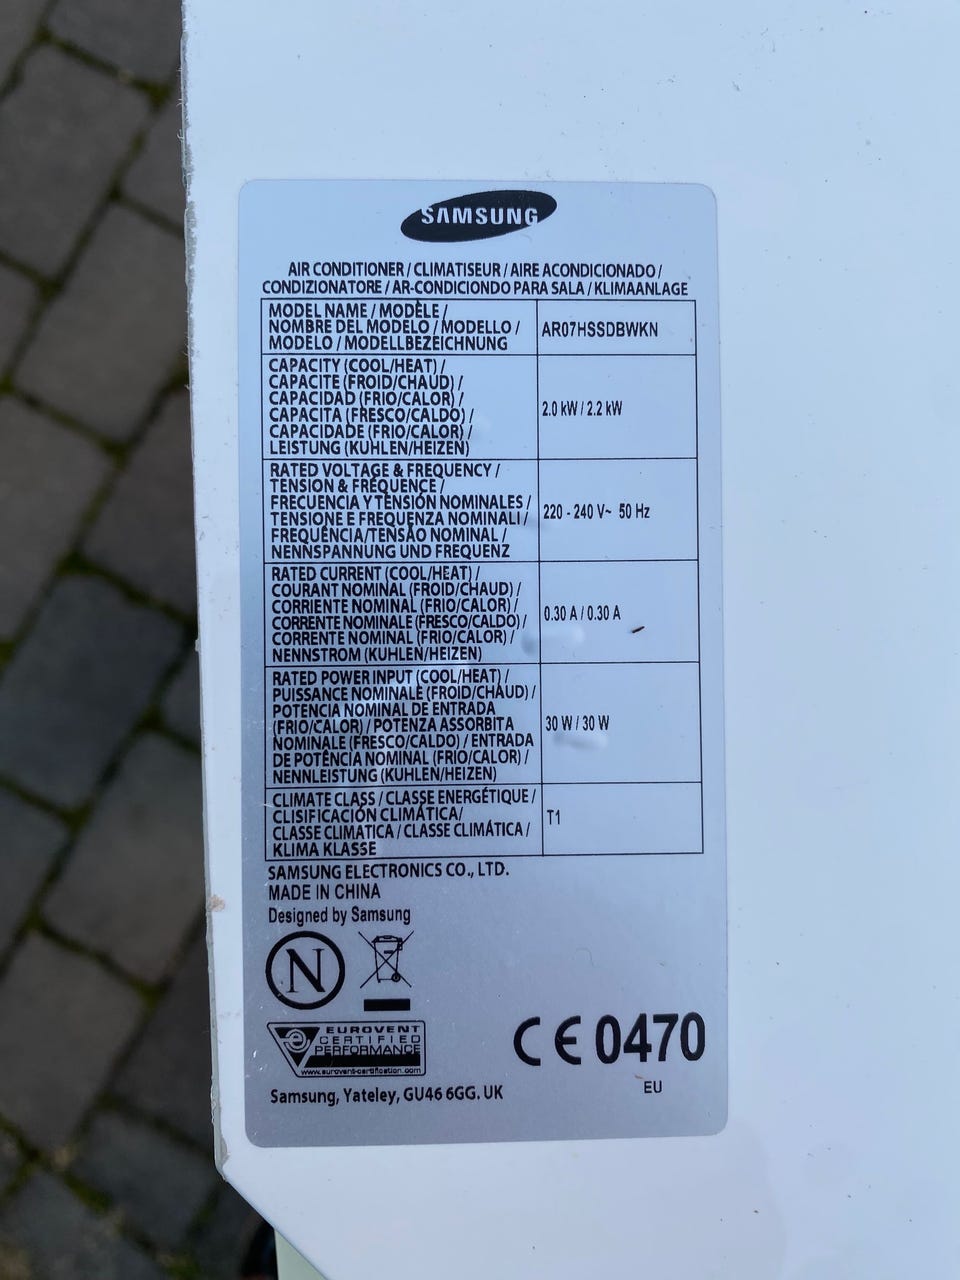 SAMSUNG
AIR CONDITIONER / CLIMATISEUR / AIRE ACONDICIONADO /
CONDIZIONATORE / AR-CONDICIONDO PARA SALA / KLIMAANLAGE
MODEL NAME / MODÈLE /
NOMBRE DEL MODELO / MODELLO /
MODELO / MODELLBEZEICHNUNG
AR07HSSDBWKN
CAPACITY (COOL/HEAT) /
CAPACITE (FROID/CHAUD) /
CAPACIDAD (FRIO/CALOR) /
CAPACITA (FRESCO/CALDO) /
CAPACIDADE (FRIO/CALOR) /
LEISTUNG (KUHLEN/HEIZEN)
2.0 kW / 2.2 kW
RATED VOLTAGE & FREQUENCY /
TENSION & FRÉQUENCE /
FRECUENCIA Y TENSIÓN NOMINALES /
TENSIONE E FREQUENZA NOMINALI /
FREQUÊNCIA/TENSÃO NOMINAL /
NENNSPANNUNG UND FREQUENZ
220 - 240 V~ 50 Hz
RATED CURRENT (COOL/HEAT) /
COURANT NOMINAL (FROID/CHAUD) /
CORRIENTE NOMINAL (FRIO/CALOR) /
CORRENTE NOMINALE (FRESCO/CALDO) /
CORRENTE NOMINAL (FRIO/CALOR) /
NENNSTROM (KUHLEN/HEIZEN)
0.30 A / 0.30 A
RATED POWER INPUT (COOL/HEAT) /
PUISSANCE NOMINALE (FROID/CHAUD) /
POTENCIA NOMINAL DE ENTRADA
(FRIO/CALOR) / POTENZA ASSORBITA
NOMINALE (FRESCO/CALDO) / ENTRADA
DE POTÊNCIA NOMINAL (FRIO/CALOR) /
NENNLEISTUNG (KUHLEN/HEIZEN)
30 W / 30 W
CLIMATE CLASS / CLASSE ENERGÉTIQUE /
CLISIFICACIÓN CLIMÁTICA/
CLASSE CLIMATICA / CLASSE CLIMÁTICA /
KLIMA KLASSE
T1
SAMSUNG ELECTRONICS CO., LTD.
MADE IN CHINA
Designed by Samsung
N
EUROVENT
CERTIFIED
PERFORMANCE
www.eurovent-certification.com
CE 0470
EU
Samsung, Yateley, GU46 6GG. UK